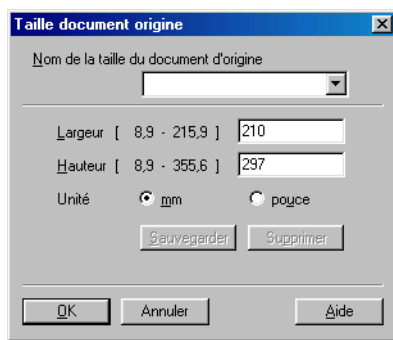 Taille document origine
Nom de la taille du document d'origine
Largeur [ 8,9 - 215,9 ] 210
Hauteur [ 8,9 - 355,6 ] 297
Unité mm pouce
Sauvegarder Supprimer
OK Annuler Aide